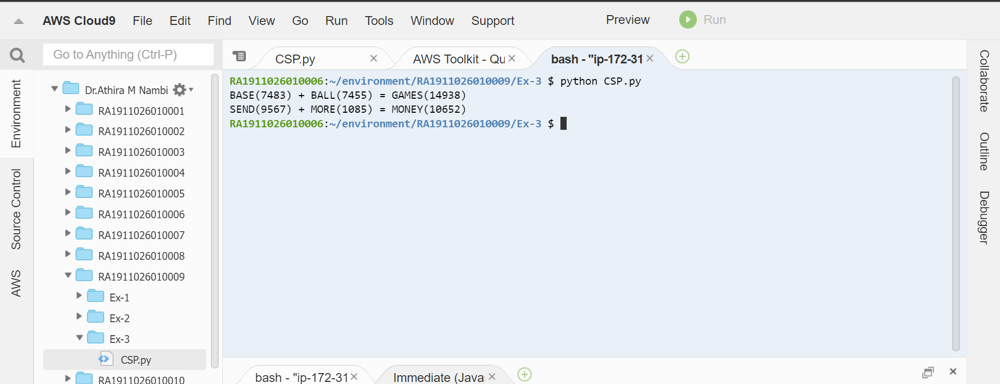 AWS Cloud9 File Edit Find View Go Run Tools Window Support Preview Run
Go to Anything (Ctrl-P)
CSP.py AWS Toolkit - Qu bash - "ip-172-31
Environment
Source Control
AWS
Dr.Athira M Nambi
RA1911026010001
RA1911026010002
RA1911026010003
RA1911026010004
RA1911026010005
RA1911026010006
RA1911026010007
RA1911026010008
RA1911026010009
Ex-1
Ex-2
Ex-3
CSP.py
RA1911026010010
RA1911026010006:~/environment/RA1911026010009/Ex-3 $ python CSP.py
BASE(7483) + BALL(7455) = GAMES(14938)
SEND(9567) + MORE(1085) = MONEY(10652)
RA1911026010006:~/environment/RA1911026010009/Ex-3 $
bash - "ip-172-31 Immediate (Java
Collaborate
Outline
Debugger